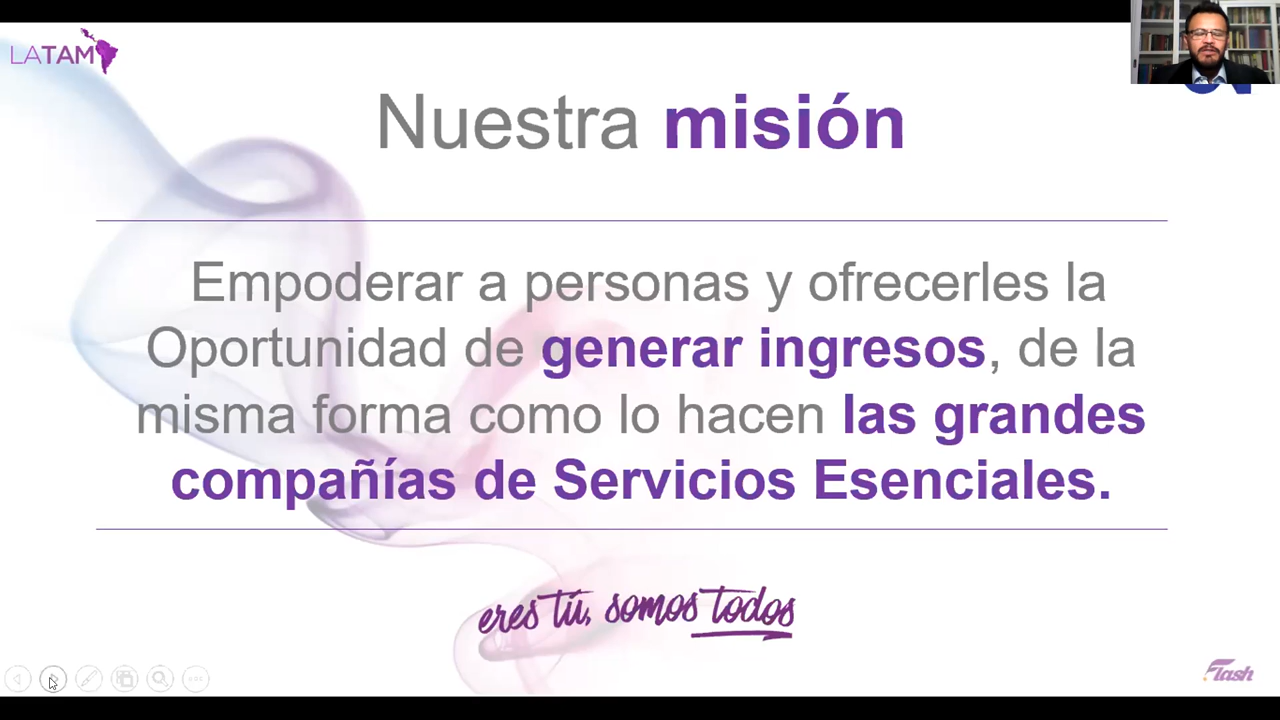 LATAM
Nuestra misión
Empoderar a personas y ofrecerles la
Oportunidad de generar ingresos, de la
misma forma como lo hacen las grandes
compañías de Servicios Esenciales.
eres tú, somos todos
Flash